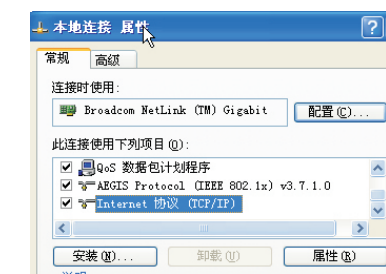 本地连接 属性
常规 高级
连接时使用:
Broadcom NetLink (TM) Gigabit 配置(C)...
此连接使用下列项目(O):
QoS 数据包计划程序
AEGIS Protocol (IEEE 802.1x) v3.7.1.0
Internet 协议 (TCP/IP)
安装(N)... 卸载(U) 属性(R)